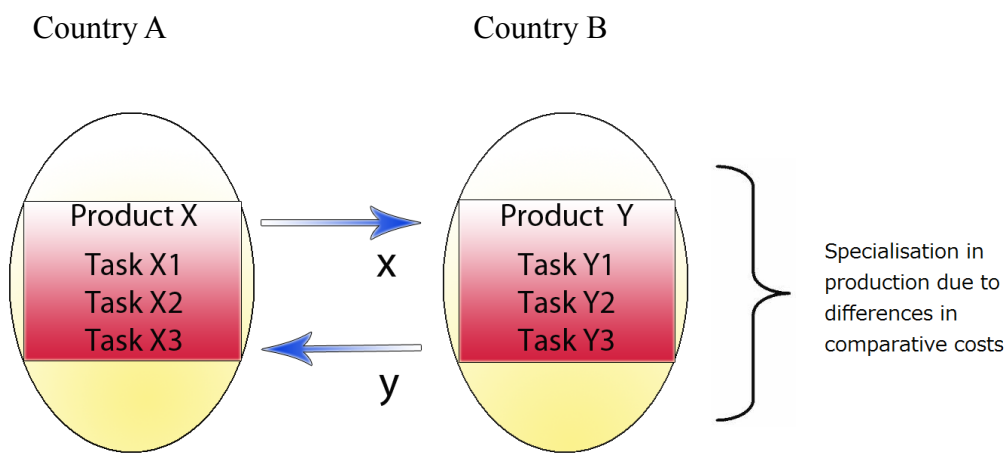 Country A
Country B
Product X
Task X1
Task X2
Task X3
x
y
Product Y
Task Y1
Task Y2
Task Y3
Specialisation in
production due to
differences in
comparative costs